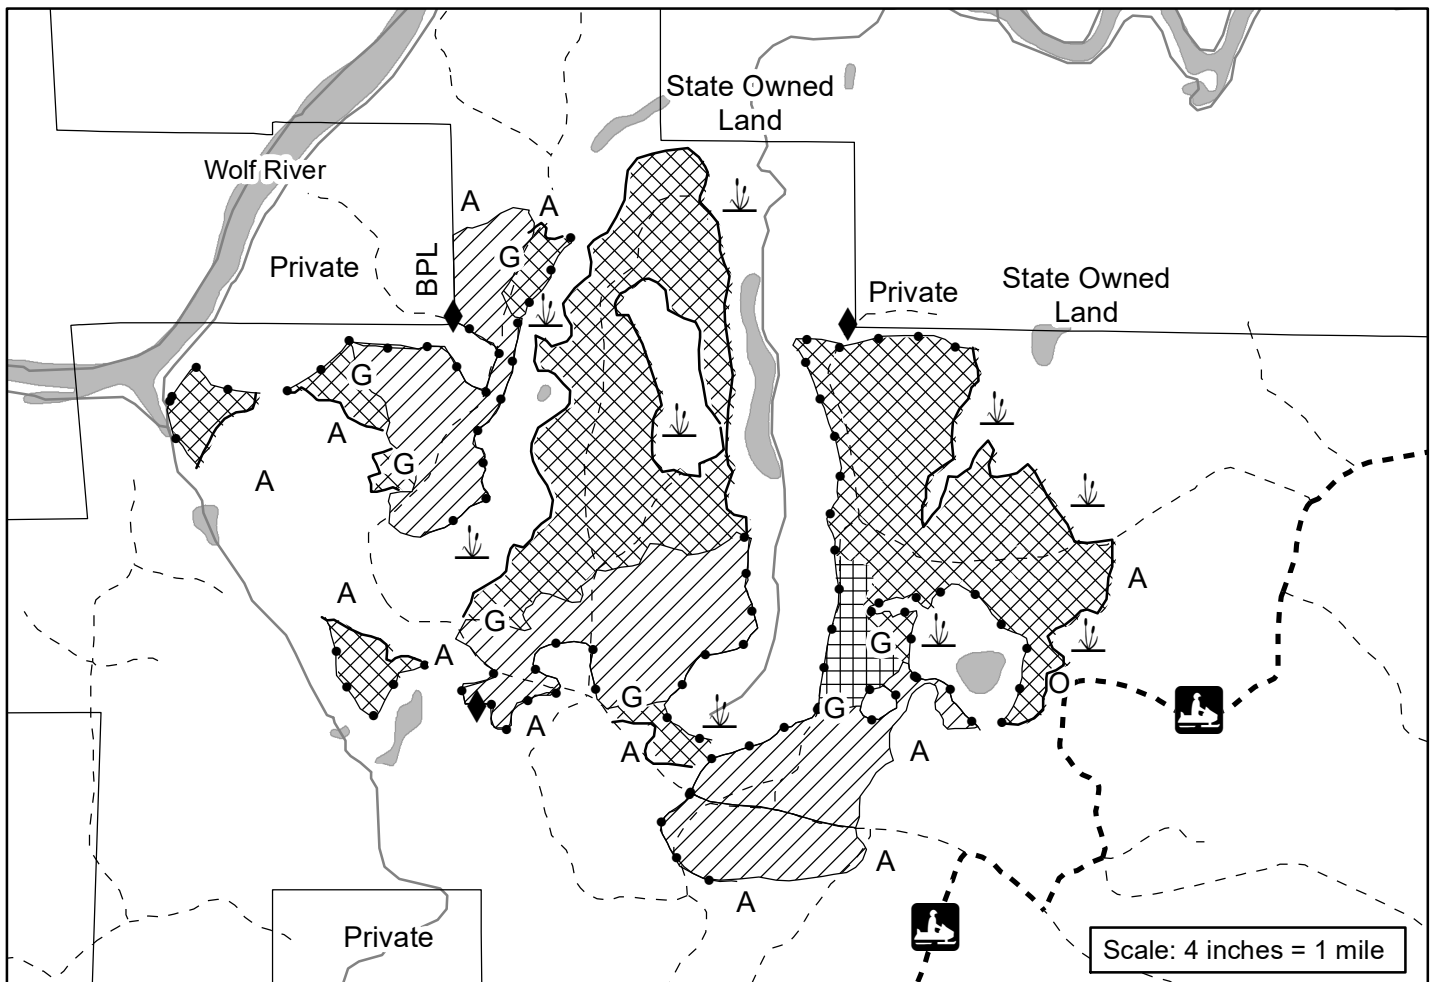 State Owned
Land
Wolf River
A
A
BPL
G
Private
State Owned
Land
Private
G
A
G
A
A
A
G
G
A
O
G
G
A
A
A
A
A
A
Private
Scale: 4 inches = 1 mile